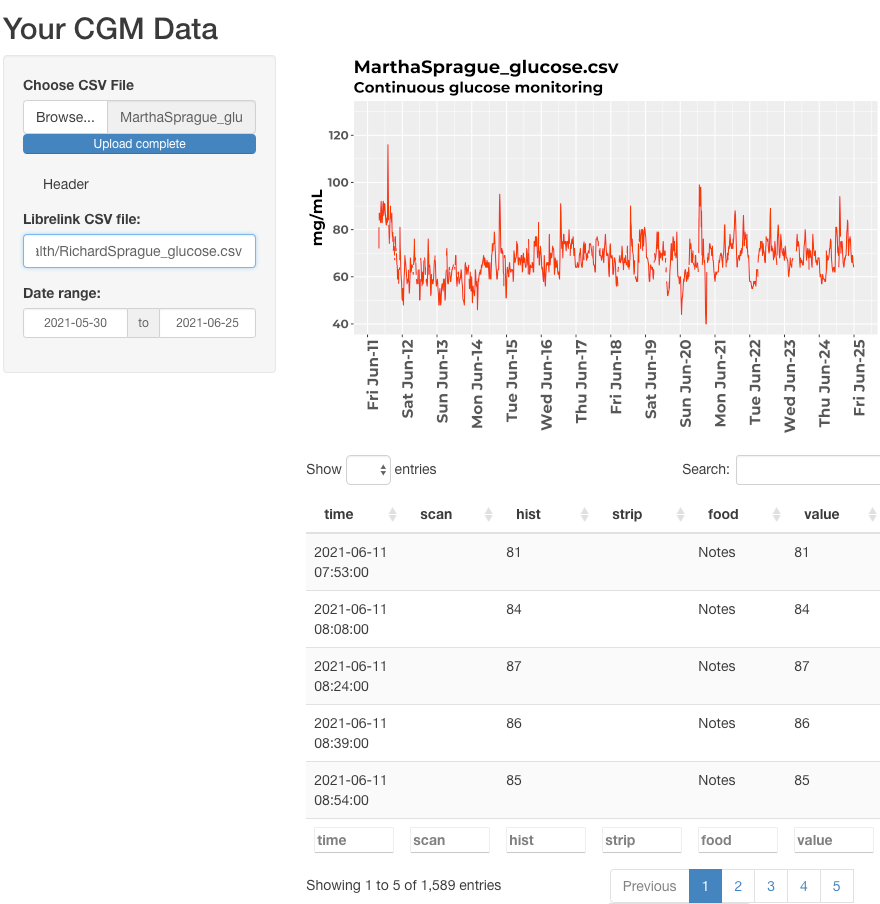 Your CGM Data
Choose CSV File
Browse... MarthaSprague_glu
Upload complete
Header
Librelink CSV file:
alth/RichardSprague_glucose.csv
Date range:
2021-05-30 to 2021-06-25
MarthaSprague_glucose.csv
Continuous glucose monitoring
mg/mL
120
100
80
60
40
Fri Jun-11
Sat Jun-12
Sun Jun-13
Mon Jun-14
Tue Jun-15
Wed Jun-16
Thu Jun-17
Fri Jun-18
Sat Jun-19
Sun Jun-20
Mon Jun-21
Tue Jun-22
Wed Jun-23
Thu Jun-24
Fri Jun-25
Show entries Search:
time scan hist strip food value
2021-06-11 81 Notes 81
07:53:00
2021-06-11 84 Notes 84
08:08:00
2021-06-11 87 Notes 87
08:24:00
2021-06-11 86 Notes 86
08:39:00
2021-06-11 85 Notes 85
08:54:00
time scan hist strip food value
Showing 1 to 5 of 1,589 entries Previous 1 2 3 4 5